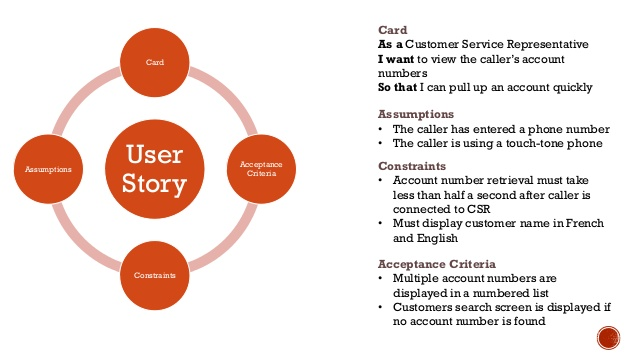 Card
User
Story
Assumptions
Acceptance
Criteria
Constraints
Card
As a Customer Service Representative
I want to view the caller's account
numbers
So that I can pull up an account quickly
Assumptions
• The caller has entered a phone number
• The caller is using a touch-tone phone
Constraints
• Account number retrieval must take
less than half a second after caller is
connected to CSR
• Must display customer name in French
and English
Acceptance Criteria
• Multiple account numbers are
displayed in a numbered list
• Customers search screen is displayed if
no account number is found